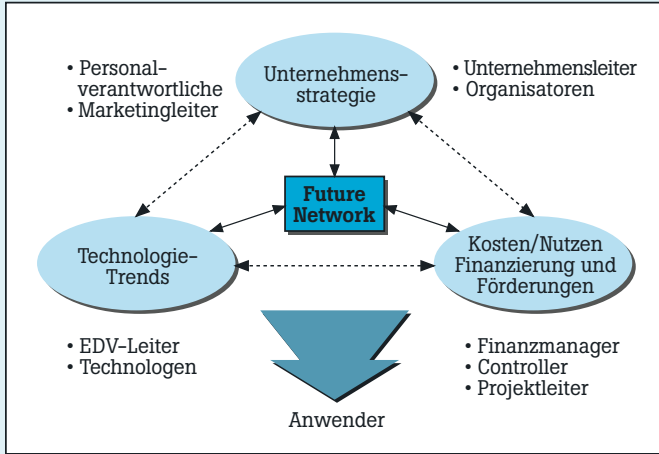 • Personal-
verantwortliche
• Marketingleiter
Unternehmens-
strategie
• Unternehmensleiter
• Organisatoren
Future
Network
Technologie-
Trends
Kosten/Nutzen
Finanzierung und
Förderungen
• EDV-Leiter
• Technologen
• Finanzmanager
• Controller
• Projektleiter
Anwender